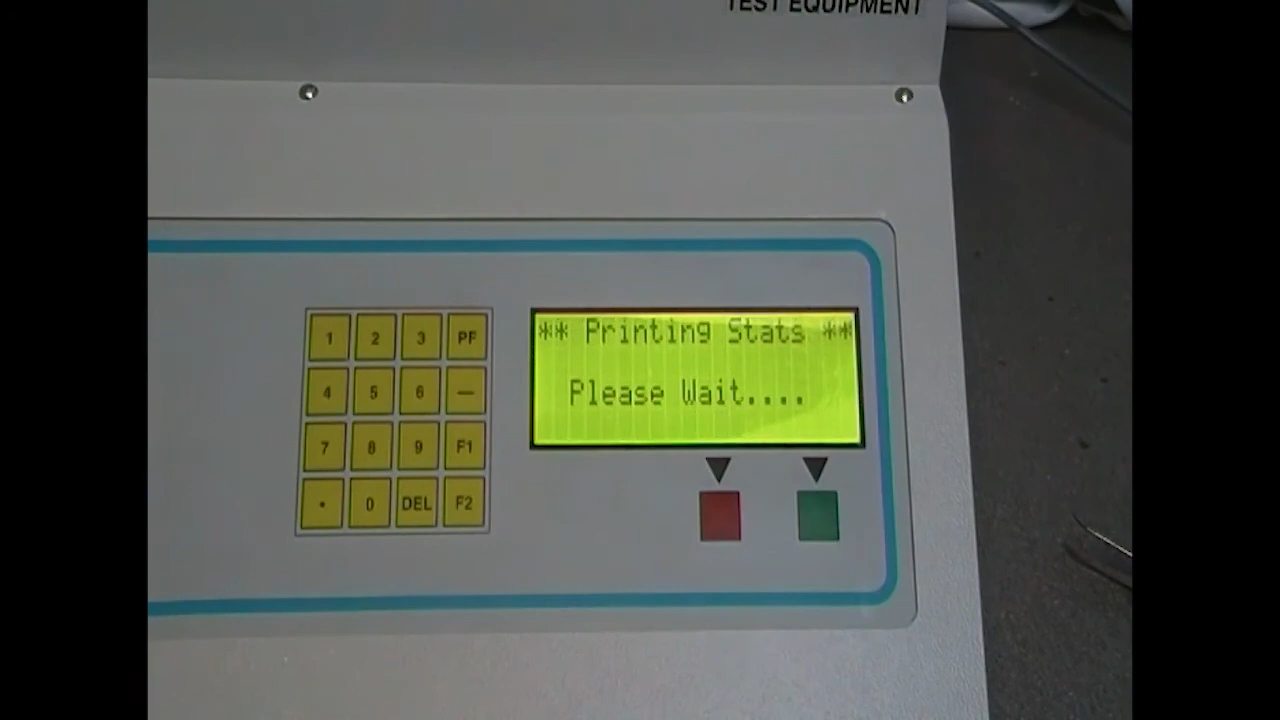 TEST EQUIPMENT
1 2 3 PF
4 5 6 —
7 8 9 F1
• 0 DEL F2
** Printing Stats **
Please Wait....